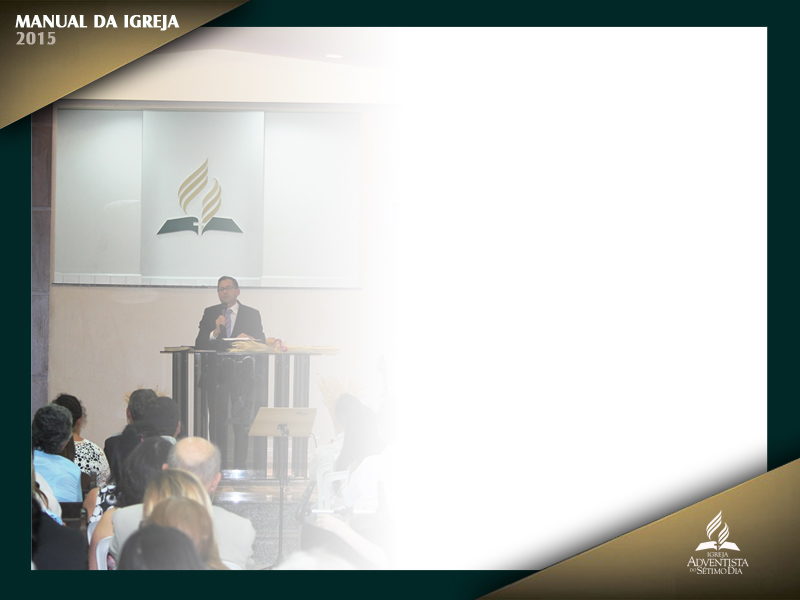 MANUAL DA IGREJA
2015
IGREJA
ADVENTISTA
DO SÉTIMO DIA